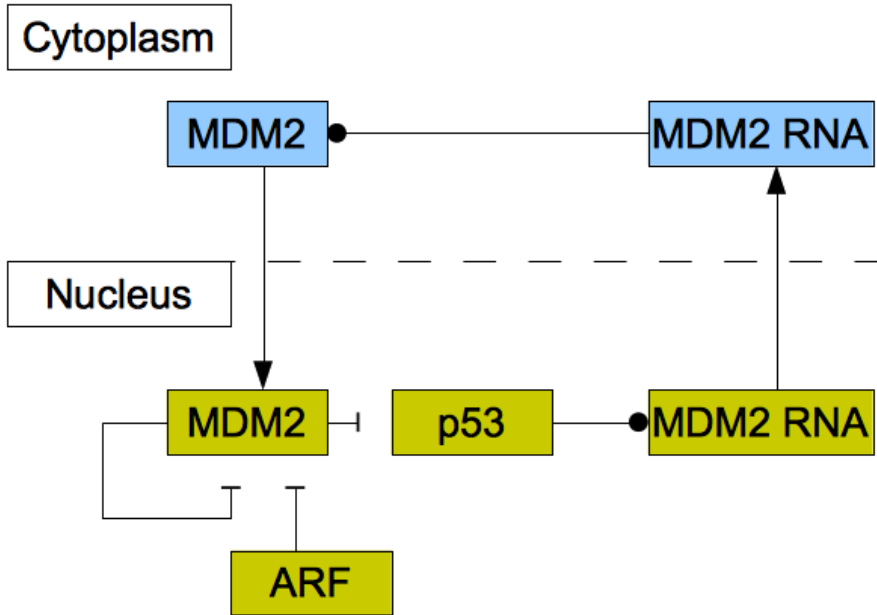 Cytoplasm
MDM2
MDM2 RNA
Nucleus
MDM2
p53
MDM2 RNA
ARF